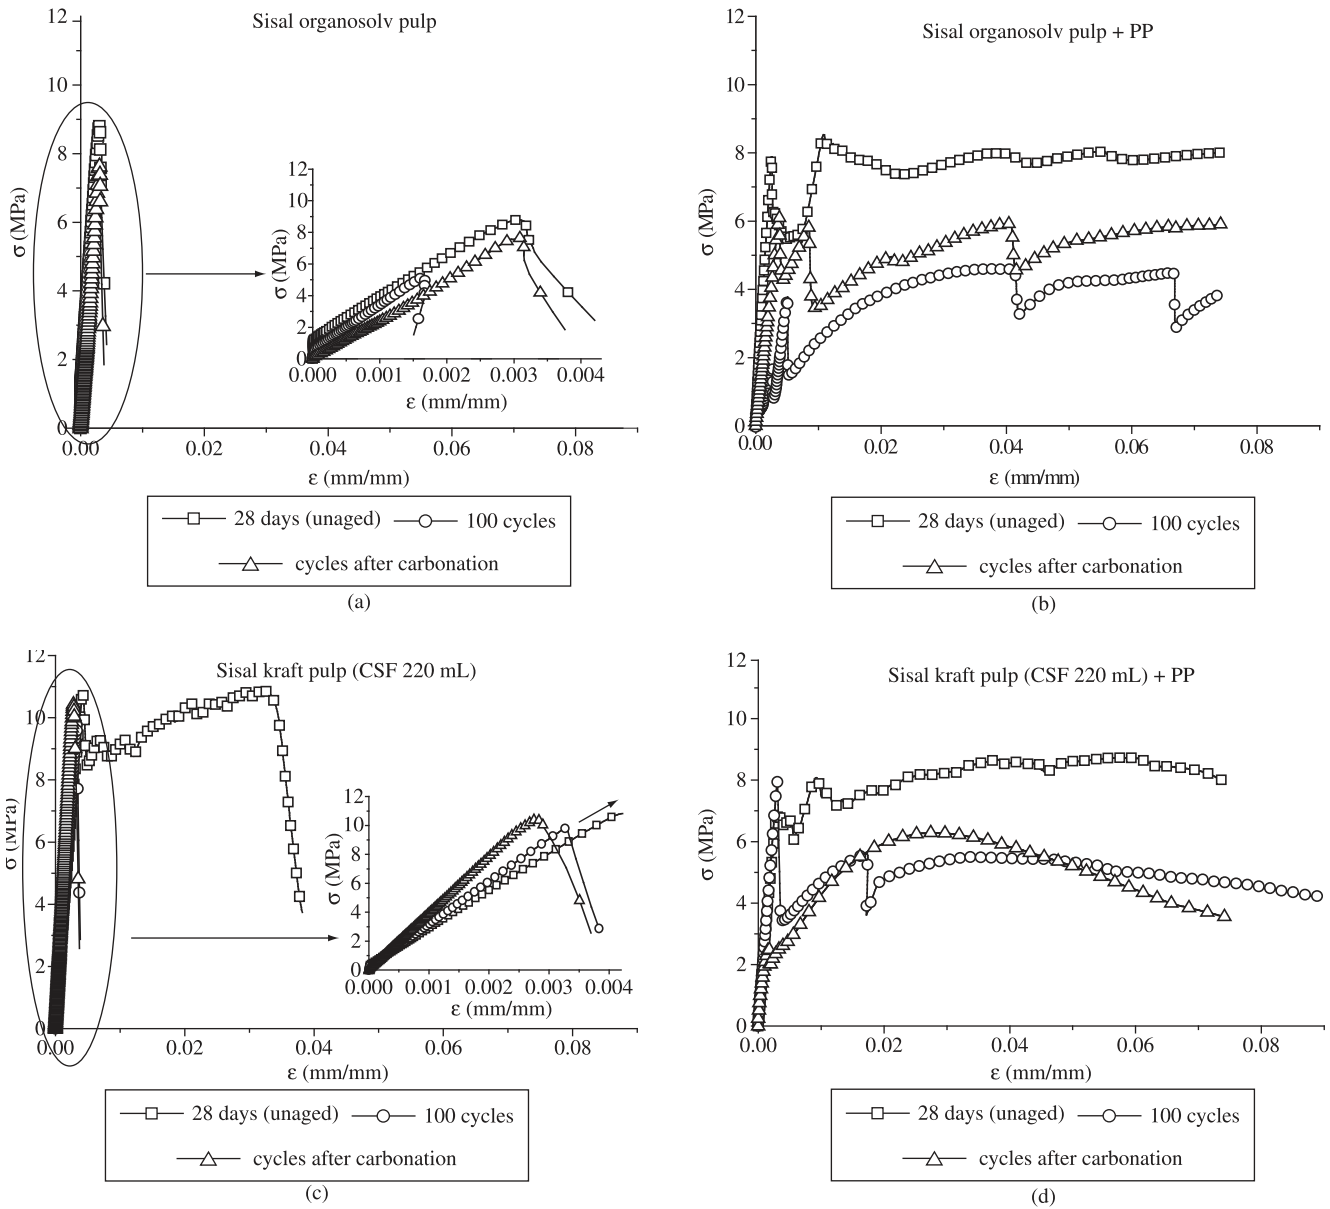 Sisal organosolv pulp
12
10
8
6
4
2
0
σ (MPa)
12
10
8
6
4
2
0
σ (MPa)
0.000 0.001 0.002 0.003 0.004
ε (mm/mm)
0.00 0.02 0.04 0.06 0.08
ε (mm/mm)
28 days (unaged) 100 cycles
cycles after carbonation
(a)
Sisal organosolv pulp + PP
12
10
8
6
4
2
0
σ (MPa)
0.00 0.02 0.04 0.06 0.08
ε (mm/mm)
28 days (unaged) 100 cycles
cycles after carbonation
(b)
Sisal kraft pulp (CSF 220 mL)
12
10
8
6
4
2
0
σ (MPa)
12
10
8
6
4
2
0
σ (MPa)
0.000 0.001 0.002 0.003 0.004
ε (mm/mm)
0.00 0.02 0.04 0.06 0.08
ε (mm/mm)
28 days (unaged) 100 cycles
cycles after carbonation
(c)
Sisal kraft pulp (CSF 220 mL) + PP
12
10
8
6
4
2
0
σ (MPa)
0.00 0.02 0.04 0.06 0.08
ε (mm/mm)
28 days (unaged) 100 cycles
cycles after carbonation
(d)